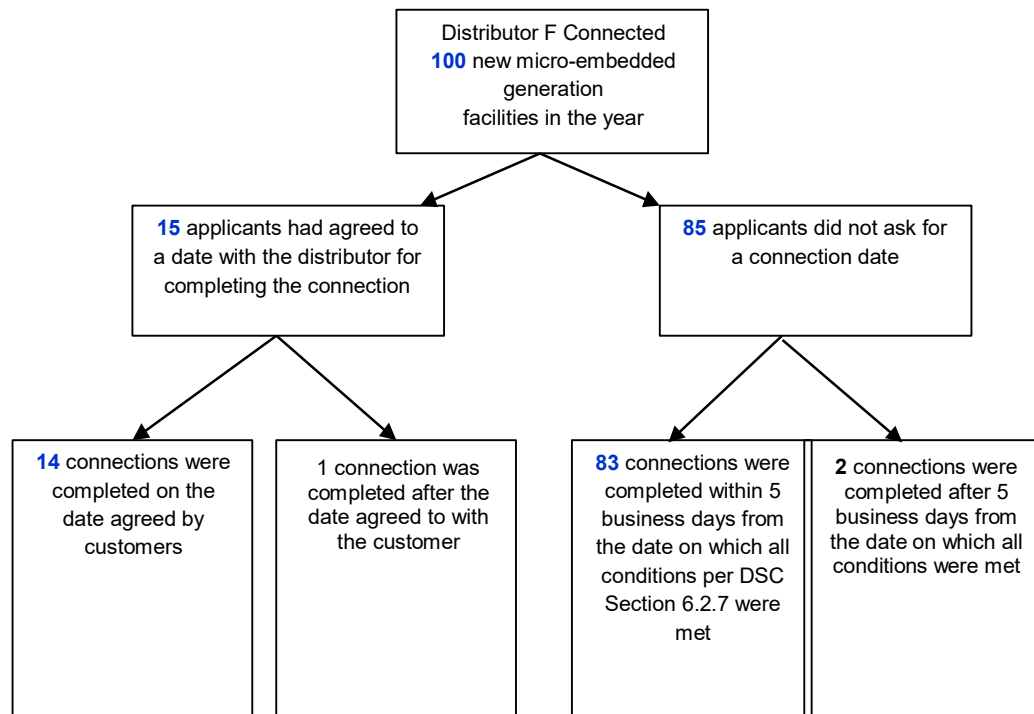 Distributor F Connected
100 new micro-embedded
generation
facilities in the year
15 applicants had agreed to
a date with the distributor for
completing the connection
85 applicants did not ask for
a connection date
14 connections were
completed on the
date agreed by
customers
1 connection was
completed after the
date agreed to with
the customer
83 connections were
completed within 5
business days from
the date on which all
conditions per DSC
Section 6.2.7 were
met
2 connections were
completed after 5
business days from
the date on which all
conditions were met